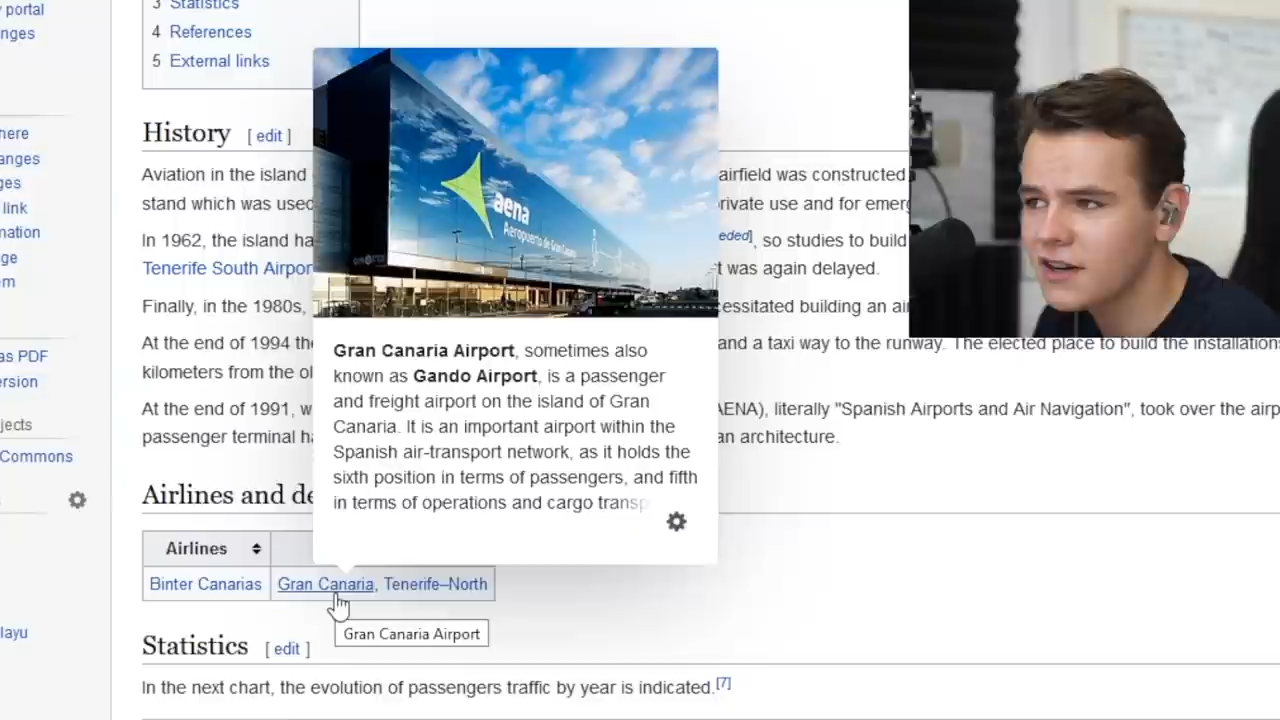 y portal
nges
here
anges
ges
link
mation
ge
m
as PDF
ersion
jects
Commons
layu
3 Statistics
4 References
5 External links
History [ edit ]
Aviation in the island
airfield was constructed
stand which was used
rivate use and for emerg
In 1962, the island ha
eded], so studies to build
Tenerife South Airpor
t was again delayed.
Finally, in the 1980s,
cessitated building an air
At the end of 1994 the
and a taxi way to the runway. The elected place to build the installations
kilometers from the ol
At the end of 1991, w
AENA), literally "Spanish Airports and Air Navigation", took over the airp
passenger terminal ha
an architecture.
aena
Aeropuerto de Gran Canaria
Gran Canaria Airport, sometimes also
known as Gando Airport, is a passenger
and freight airport on the island of Gran
Canaria. It is an important airport within the
Spanish air-transport network, as it holds the
sixth position in terms of passengers, and fifth
in terms of operations and cargo transp
Airlines and de
Airlines
Binter Canarias Gran Canaria, Tenerife–North
Gran Canaria Airport
Statistics [ edit ]
In the next chart, the evolution of passengers traffic by year is indicated.[7]